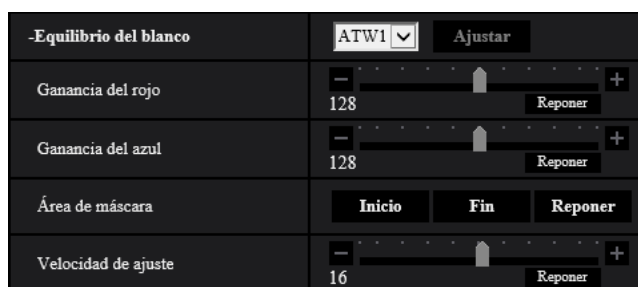 -Equilibrio del blanco ATW1 Ajustar
Ganancia del rojo
128 Reponer
Ganancia del azul
128 Reponer
Área de máscara Inicio Fin Reponer
Velocidad de ajuste
16 Reponer